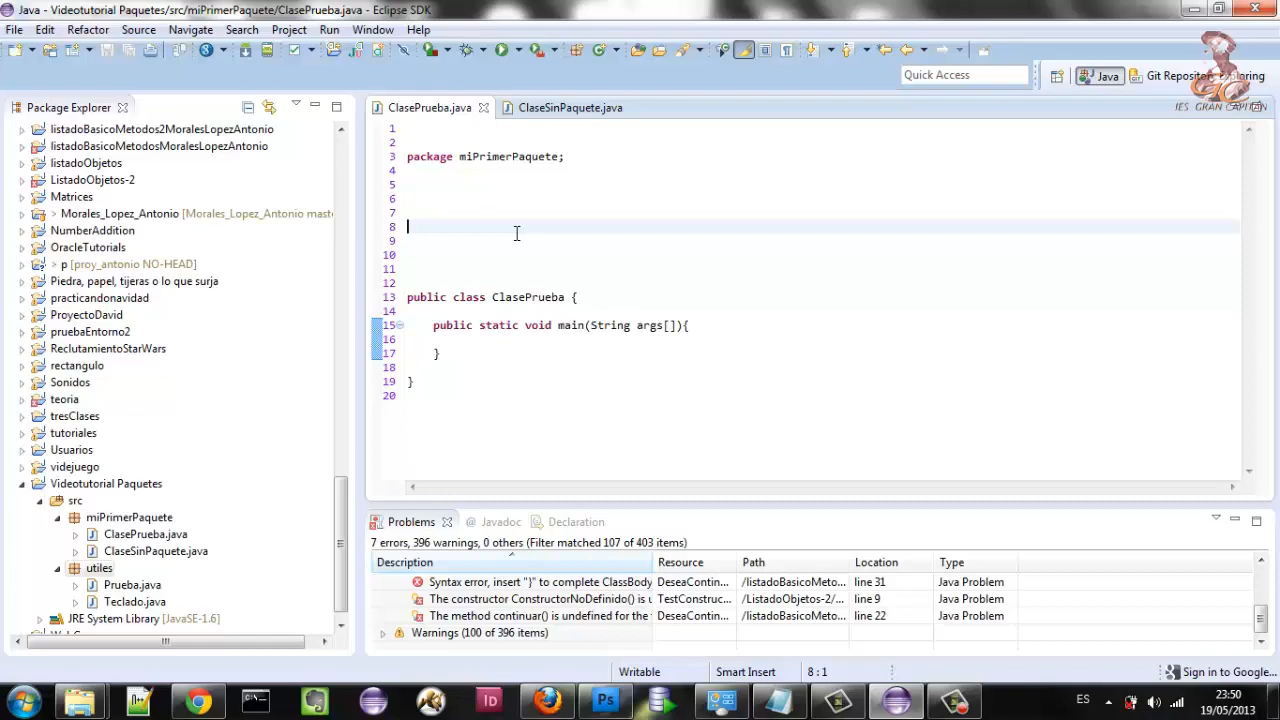 Java - Videotutorial Paquetes/src/miPrimerPaquete/ClasePrueba.java - Eclipse SDK
File Edit Refactor Source Navigate Search Project Run Window Help
Quick Access
Java
Git Reposito
ploring
IES GRAN CAPITÁN
Package Explorer
listadoBasicoMetodos2MoralesLopezAntonio
listadoBasicoMetodosMoralesLopezAntonio
listadoObjetos
ListadoObjetos-2
Matrices
> Morales_Lopez_Antonio [Morales_Lopez_Antonio mast
NumberAddition
OracleTutorials
> p [proy_antonio NO-HEAD]
Piedra, papel, tijeras o lo que surja
practicandonavidad
ProyectoDavid
pruebaEntorno2
ReclutamientoStarWars
rectangulo
Sonidos
teoria
tresClases
tutoriales
Usuarios
videjuego
Videotutorial Paquetes
src
miPrimerPaquete
ClasePrueba.java
ClaseSinPaquete.java
utiles
Prueba.java
Teclado.java
JRE System Library [JavaSE-1.6]
ClasePrueba.java
ClaseSinPaquete.java
1
2
3 package miPrimerPaquete;
4
5
6
7
8
9
10
11
12
13 public class ClasePrueba {
14
15 public static void main(String args[]){
16
17 }
18
19 }
20
Problems @ Javadoc Declaration
7 errors, 396 warnings, 0 others (Filter matched 107 of 403 items)
Description Resource Path Location Type
Syntax error, insert "}" to complete ClassBody DeseaContin... /listadoBasicoMeto... line 31 Java Problem
The constructor ConstructorNoDefinido() is u TestConstruc... /ListadoObjetos-2/... line 9 Java Problem
The method continuar() is undefined for the DeseaContin... /listadoBasicoMeto... line 22 Java Problem
Warnings (100 of 396 items)
Writable Smart Insert 8 : 1 Sign in to Google...
ES
23:50
19/05/2013